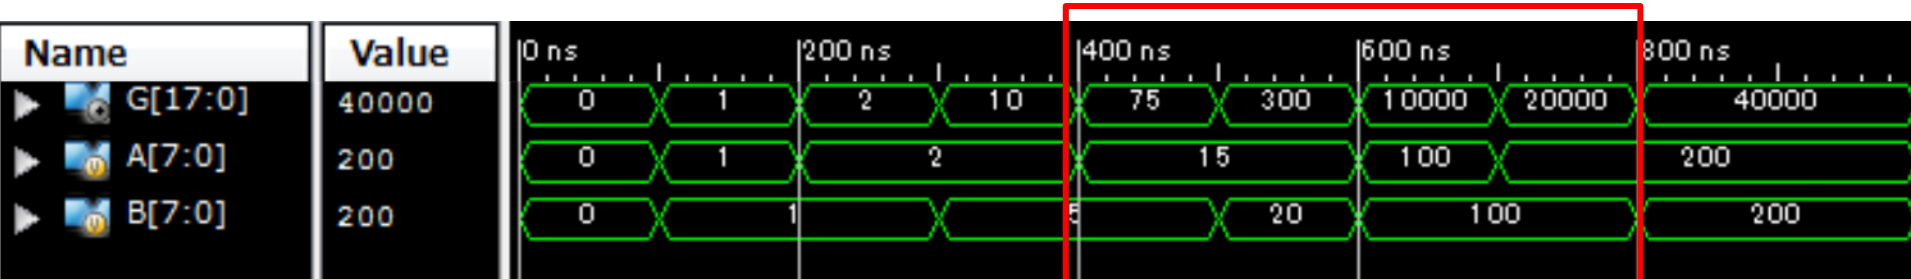 Name Value 0 ns 200 ns 400 ns 600 ns 800 ns
G[17:0] 40000 0 1 2 10 75 300 10000 20000 40000
A[7:0] 200 0 1 2 15 100 200
B[7:0] 200 0 1 5 20 100 200